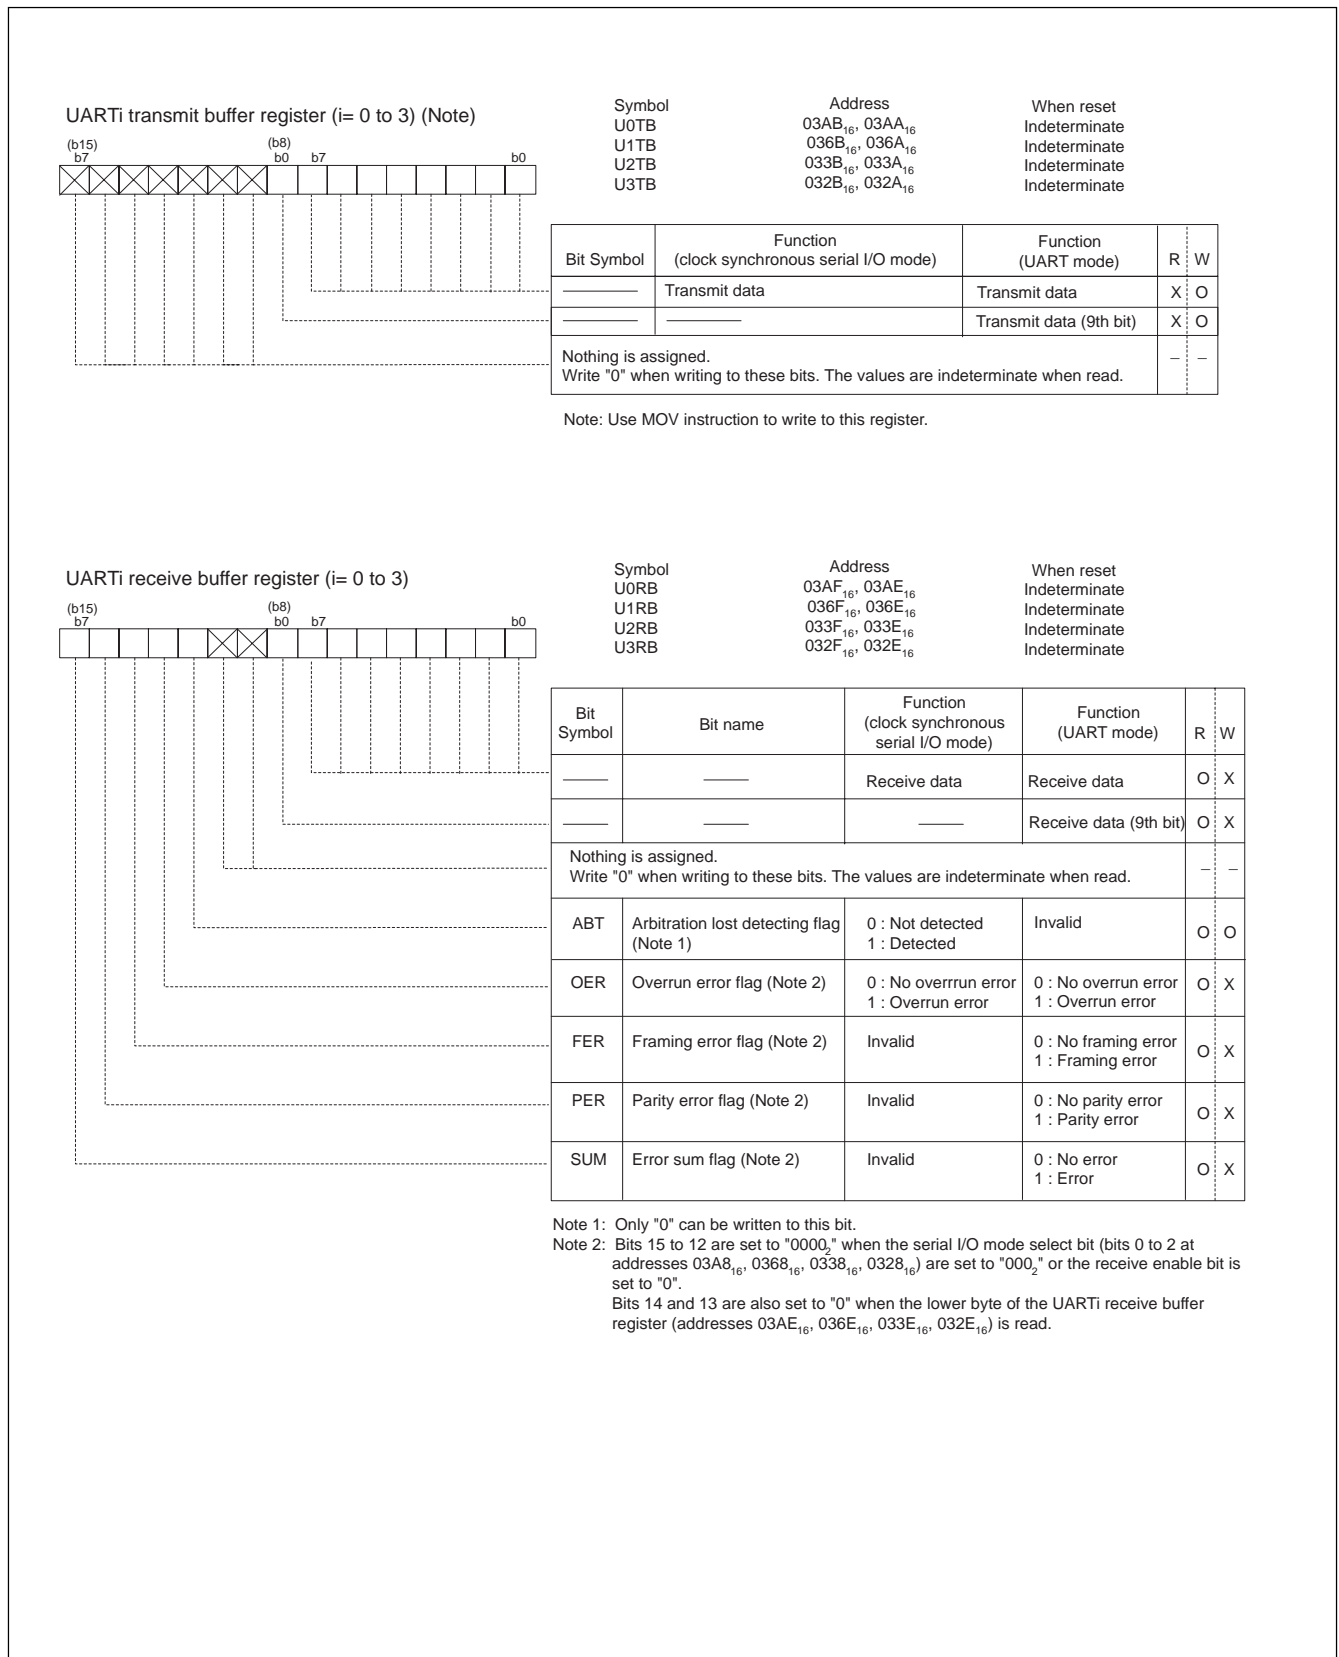 UARTi transmit buffer register (i= 0 to 3) (Note)
(b15) (b8)
b7 b0 b7 b0
Symbol Address When reset
U0TB 03AB16, 03AA16 Indeterminate
U1TB 036B16, 036A16 Indeterminate
U2TB 033B16, 033A16 Indeterminate
U3TB 032B16, 032A16 Indeterminate
Bit Symbol Function (clock synchronous serial I/O mode) Function (UART mode) R W
Transmit data Transmit data X O
Transmit data (9th bit) X O
Nothing is assigned. – –
Write "0" when writing to these bits. The values are indeterminate when read.
Note: Use MOV instruction to write to this register.
UARTi receive buffer register (i= 0 to 3)
(b15) (b8)
b7 b0 b7 b0
Symbol Address When reset
U0RB 03AF16, 03AE16 Indeterminate
U1RB 036F16, 036E16 Indeterminate
U2RB 033F16, 033E16 Indeterminate
U3RB 032F16, 032E16 Indeterminate
Bit Symbol Bit name Function (clock synchronous serial I/O mode) Function (UART mode) R W
Receive data Receive data O X
Receive data (9th bit) O X
Nothing is assigned.
Write "0" when writing to these bits. The values are indeterminate when read. – –
ABT Arbitration lost detecting flag (Note 1) 0 : Not detected 1 : Detected Invalid O O
OER Overrun error flag (Note 2) 0 : No overrrun error 1 : Overrun error 0 : No overrun error 1 : Overrun error O X
FER Framing error flag (Note 2) Invalid 0 : No framing error 1 : Framing error O X
PER Parity error flag (Note 2) Invalid 0 : No parity error 1 : Parity error O X
SUM Error sum flag (Note 2) Invalid 0 : No error 1 : Error O X
Note 1: Only "0" can be written to this bit.
Note 2: Bits 15 to 12 are set to "00002" when the serial I/O mode select bit (bits 0 to 2 at
addresses 03A816, 036816, 033816, 032816) are set to "0002" or the receive enable bit is
set to "0".
Bits 14 and 13 are also set to "0" when the lower byte of the UARTi receive buffer
register (addresses 03AE16, 036E16, 033E16, 032E16) is read.